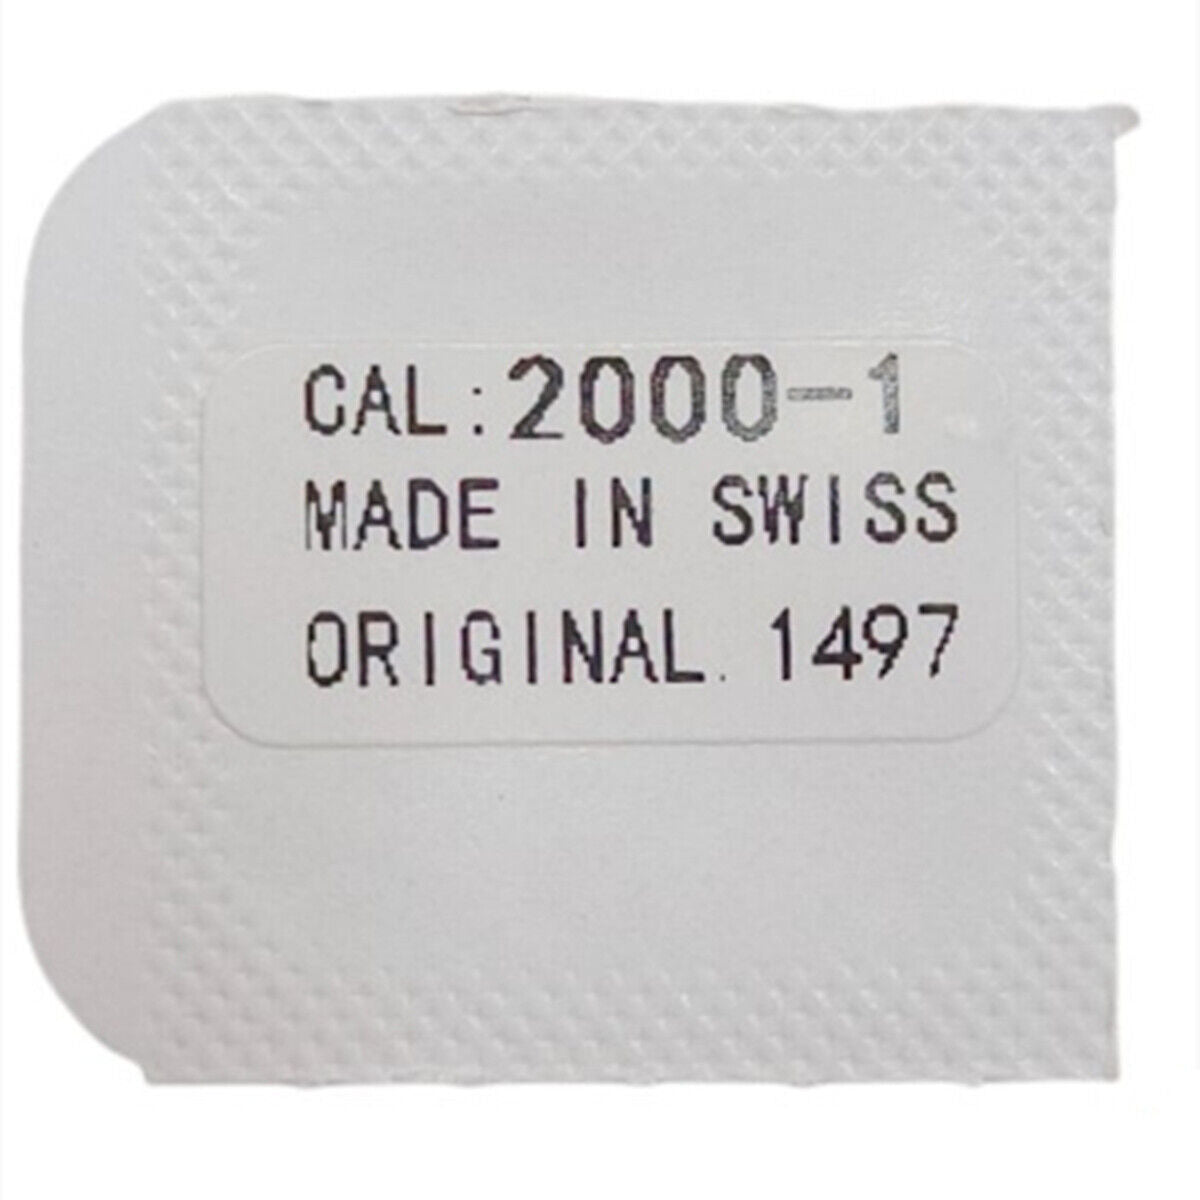 CAL:2000-1
MADE IN SWISS
ORIGINAL. 1497